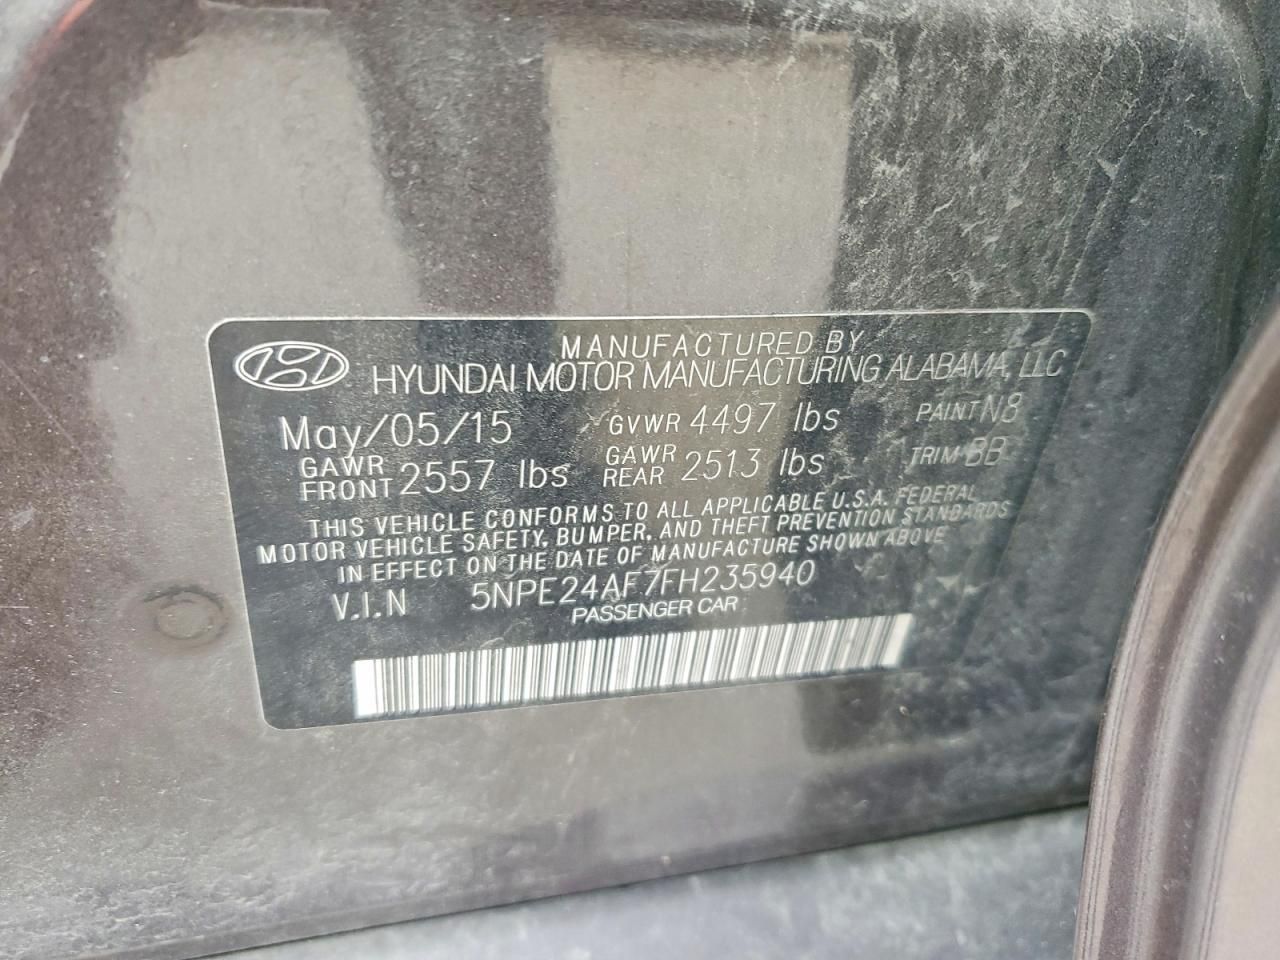 MANUFACTURED BY
HYUNDAI MOTOR MANUFACTURING ALABAMA, LLC
May/05/15 GVWR 4497 lbs PAINT N8
GAWR FRONT 2557 lbs GAWR REAR 2513 lbs TRIM BB
THIS VEHICLE CONFORMS TO ALL APPLICABLE U.S.A. FEDERAL
MOTOR VEHICLE SAFETY, BUMPER, AND THEFT PREVENTION STANDARDS
IN EFFECT ON THE DATE OF MANUFACTURE SHOWN ABOVE
V.I.N 5NPE24AF7FH235940
PASSENGER CAR